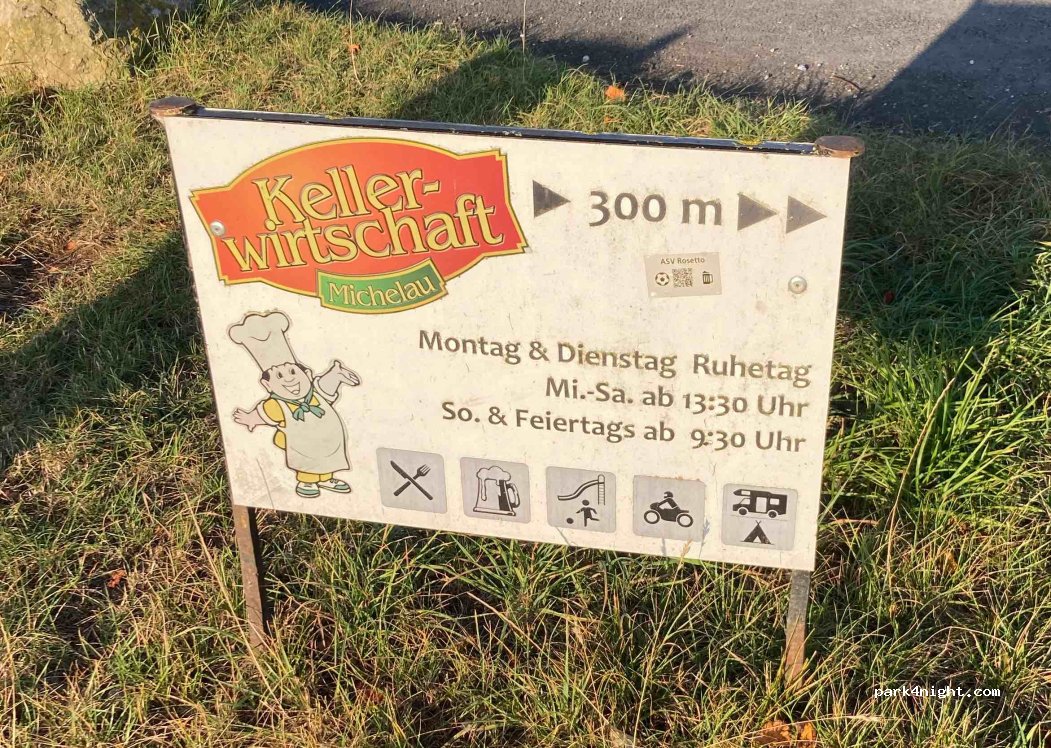 Keller-
wirtschaft
Michelau
300 m
ASV Rosetto
Montag & Dienstag Ruhetag
Mi.-Sa. ab 13:30 Uhr
So. & Feiertags ab 9:30 Uhr
park4night.com